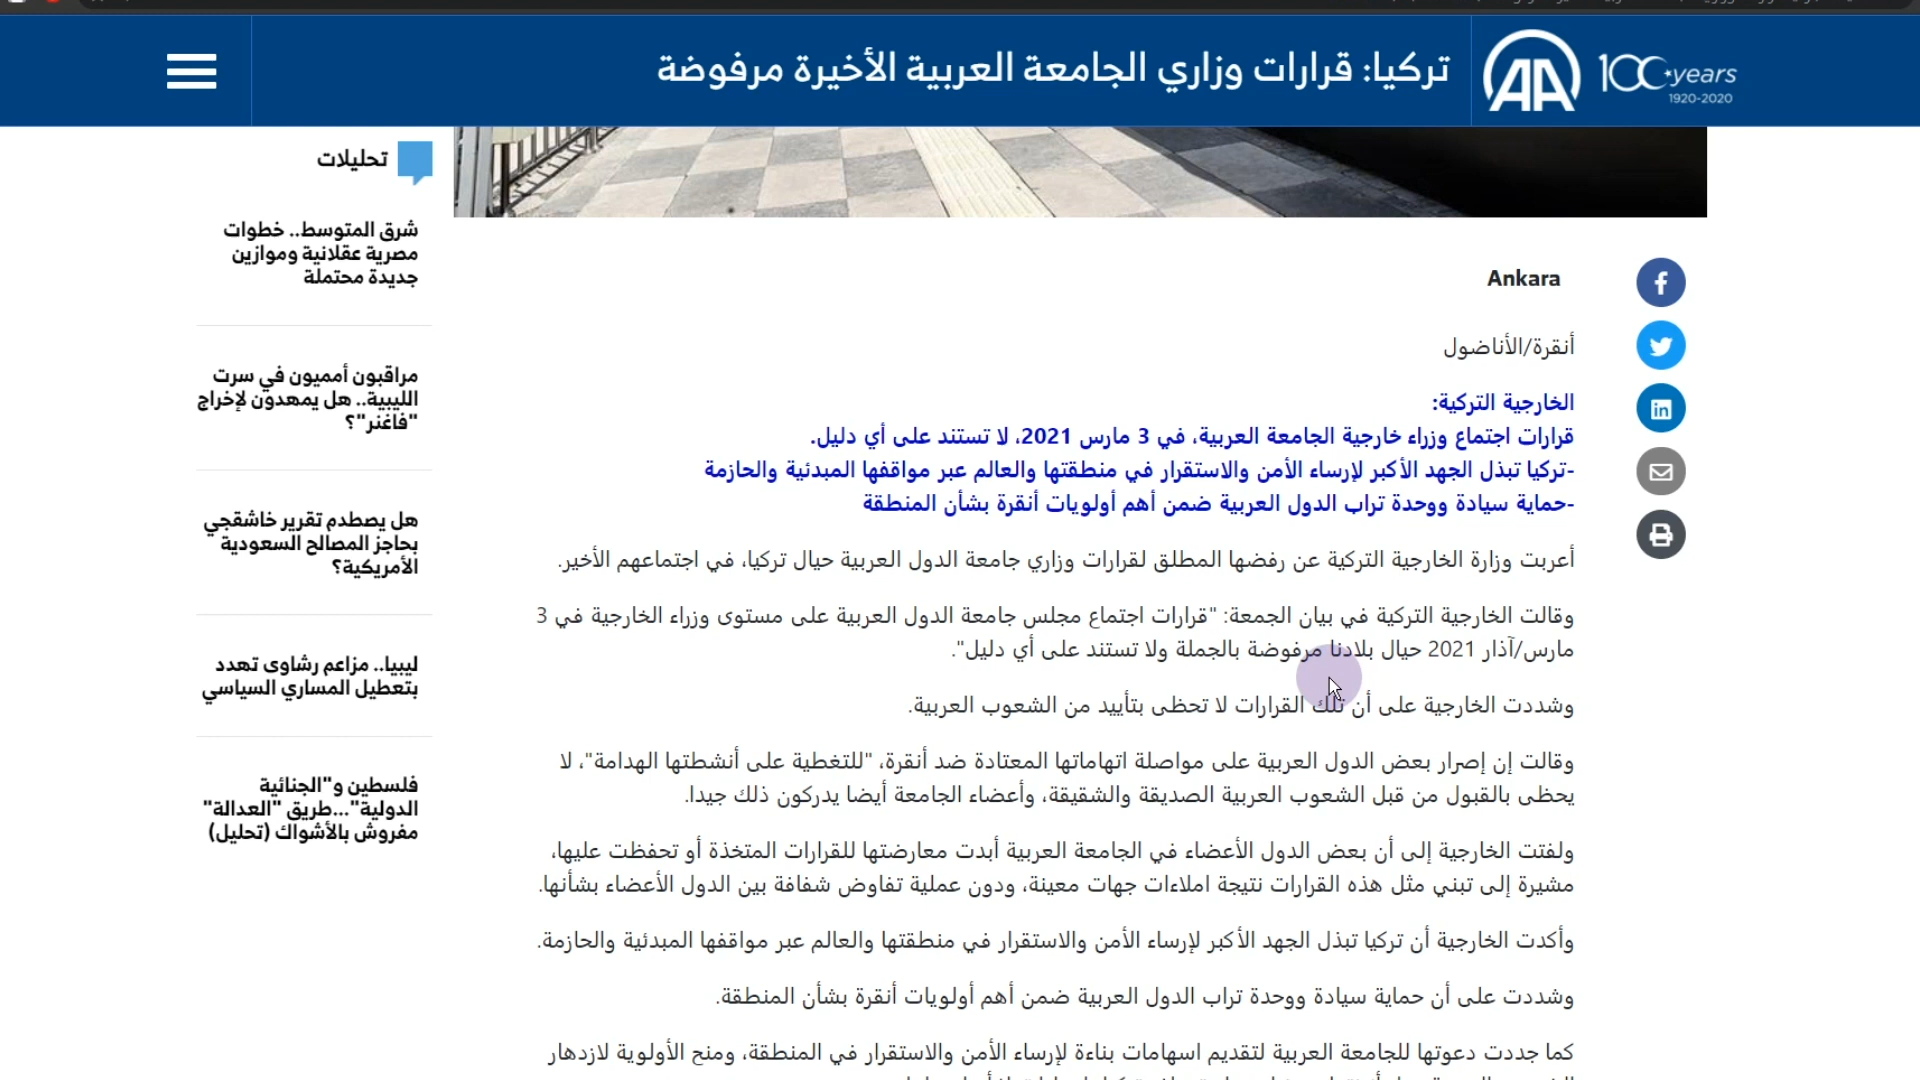 تركيا: قرارات وزاري الجامعة العربية الأخيرة مرفوضة
AA
100 years
1920-2020
تحليلات
شرق المتوسط.. خطوات
مصرية عقلانية وموازين
جديدة محتملة
مراقبون أمميون في سرت
الليبية.. هل يمهدون لإخراج
"فاغنر"؟
هل يصطدم تقرير خاشقجي
بحاجز المصالح السعودية
الأمريكية؟
ليبيا.. مزاعم رشاوى تهدد
بتعطيل المساري السياسي
فلسطين و"الجنائية
الدولية"...طريق "العدالة"
مفروش بالأشواك (تحليل)
Ankara
أنقرة/الأناضول
الخارجية التركية:
قرارات اجتماع وزراء خارجية الجامعة العربية، في 3 مارس 2021، لا تستند على أي دليل.
-تركيا تبذل الجهد الأكبر لإرساء الأمن والاستقرار في منطقتها والعالم عبر مواقفها المبدئية والحازمة
-حماية سيادة ووحدة تراب الدول العربية ضمن أهم أولويات أنقرة بشأن المنطقة
أعربت وزارة الخارجية التركية عن رفضها المطلق لقرارات وزاري جامعة الدول العربية حيال تركيا، في اجتماعهم الأخير.
وقالت الخارجية التركية في بيان الجمعة: "قرارات اجتماع مجلس جامعة الدول العربية على مستوى وزراء الخارجية في 3
مارس/آذار 2021 حيال بلادنا مرفوضة بالجملة ولا تستند على أي دليل".
وشددت الخارجية على أن تلك القرارات لا تحظى بتأييد من الشعوب العربية.
وقالت إن إصرار بعض الدول العربية على مواصلة اتهاماتها المعتادة ضد أنقرة، "للتغطية على أنشطتها الهدامة"، لا
يحظى بالقبول من قبل الشعوب العربية الصديقة والشقيقة، وأعضاء الجامعة أيضا يدركون ذلك جيدا.
ولفتت الخارجية إلى أن بعض الدول الأعضاء في الجامعة العربية أبدت معارضتها للقرارات المتخذة أو تحفظت عليها،
مشيرة إلى تبني مثل هذه القرارات نتيجة املاءات جهات معينة، ودون عملية تفاوض شفافة بين الدول الأعضاء بشأنها.
وأكدت الخارجية أن تركيا تبذل الجهد الأكبر لإرساء الأمن والاستقرار في منطقتها والعالم عبر مواقفها المبدئية والحازمة.
وشددت على أن حماية سيادة ووحدة تراب الدول العربية ضمن أهم أولويات أنقرة بشأن المنطقة.
كما جددت دعوتها للجامعة العربية لتقديم اسهامات بناءة لإرساء الأمن والاستقرار في المنطقة، ومنح الأولوية لازدهار